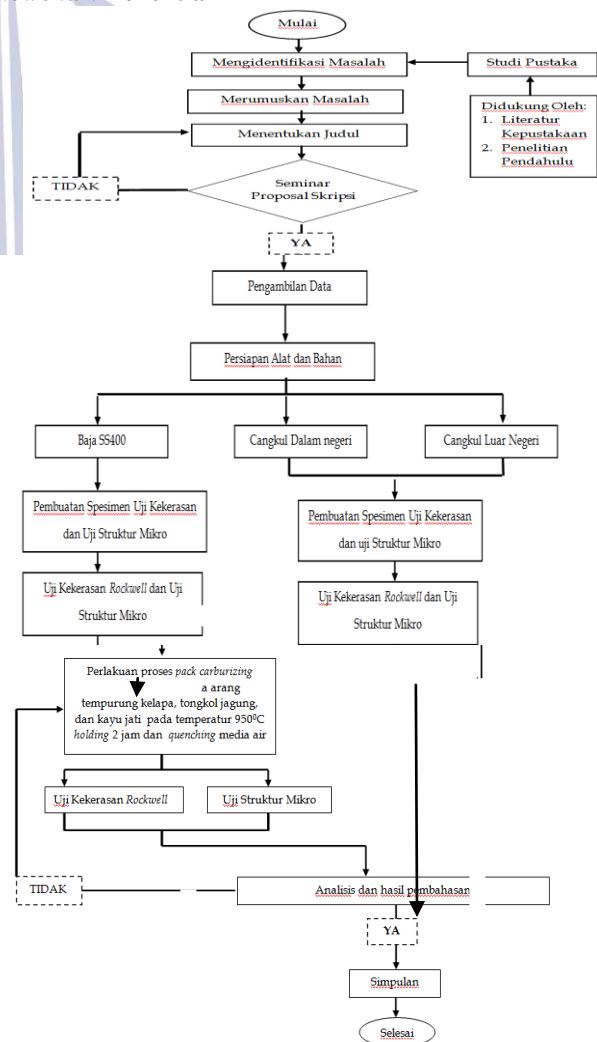 Mulai
Mengidentifikasi Masalah
Studi Pustaka
Merumuskan Masalah
Didukung Oleh:
1. Literatur
Kepustakaan
2. Penelitian
Pendahulu
Menentukan Judul
TIDAK
Seminar
Proposal Skripsi
YA
Pengambilan Data
Persiapan Alat dan Bahan
Baja SS400
Cangkul Dalam negeri
Cangkul Luar Negeri
Pembuatan Spesimen Uji Kekerasan
dan Uji Struktur Mikro
Pembuatan Spesimen Uji Kekerasan
dan uji Struktur Mikro
Uji Kekerasan Rockwell dan Uji
Struktur Mikro
Uji Kekerasan Rockwell dan Uji
Struktur Mikro
Perlakuan proses pack carburizing
a arang
tempurung kelapa, tongkol jagung,
dan kayu jati pada temperatur 950⁰C
holding 2 jam dan quenching media air
Uji Kekerasan Rockwell
Uji Struktur Mikro
TIDAK
Analisis dan hasil pembahasan
YA
Simpulan
Selesai